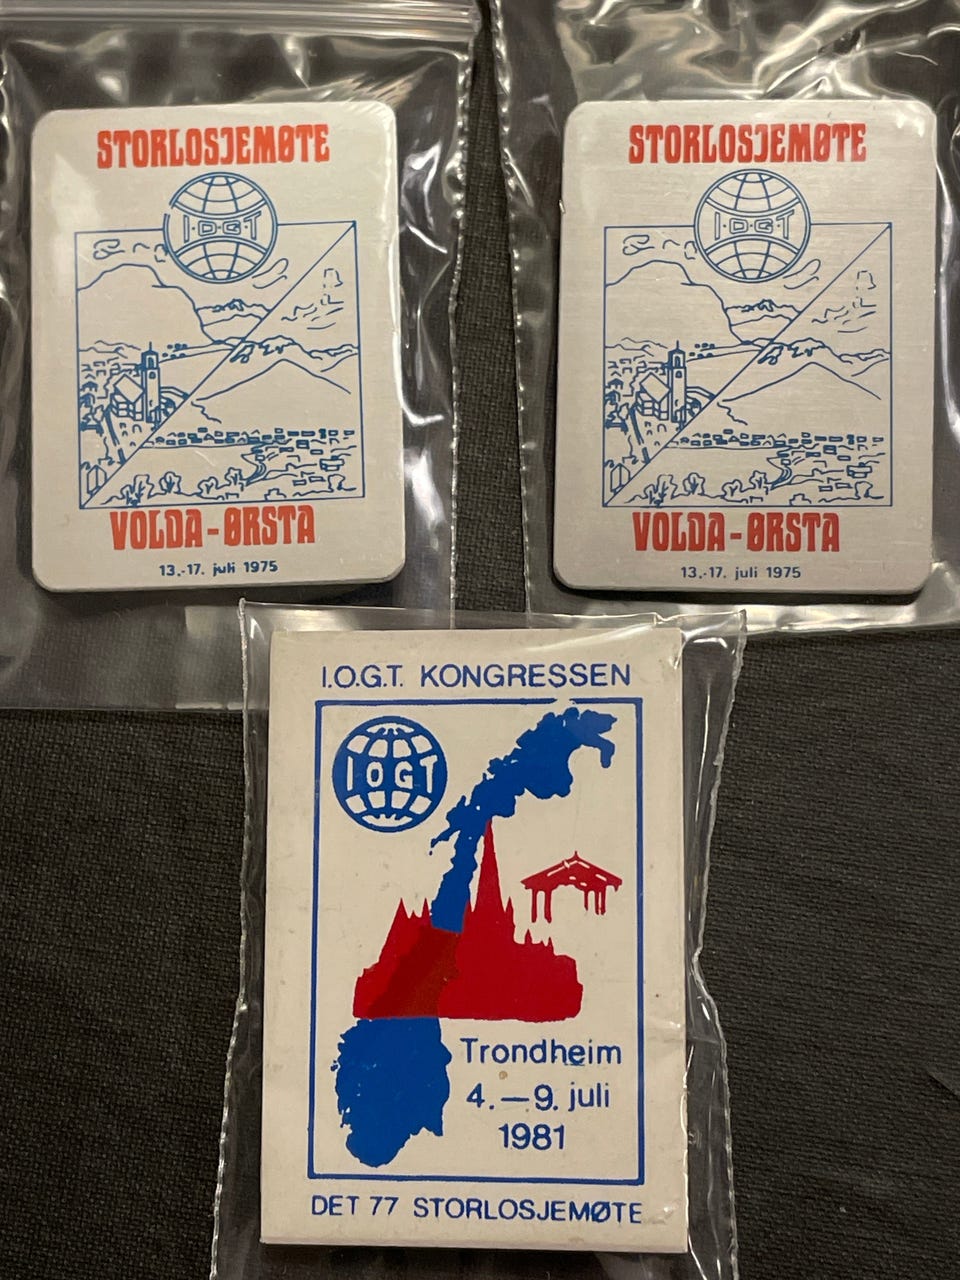 STORLOSJEMØTE
I·O·G·T
VOLDA-ØRSTA
13.-17. juli 1975
STORLOSJEMØTE
I·O·G·T
VOLDA-ØRSTA
13.-17. juli 1975
I.O.G.T. KONGRESSEN
IOGT
Trondheim
4.—9. juli
1981
DET 77 STORLOSJEMØTE